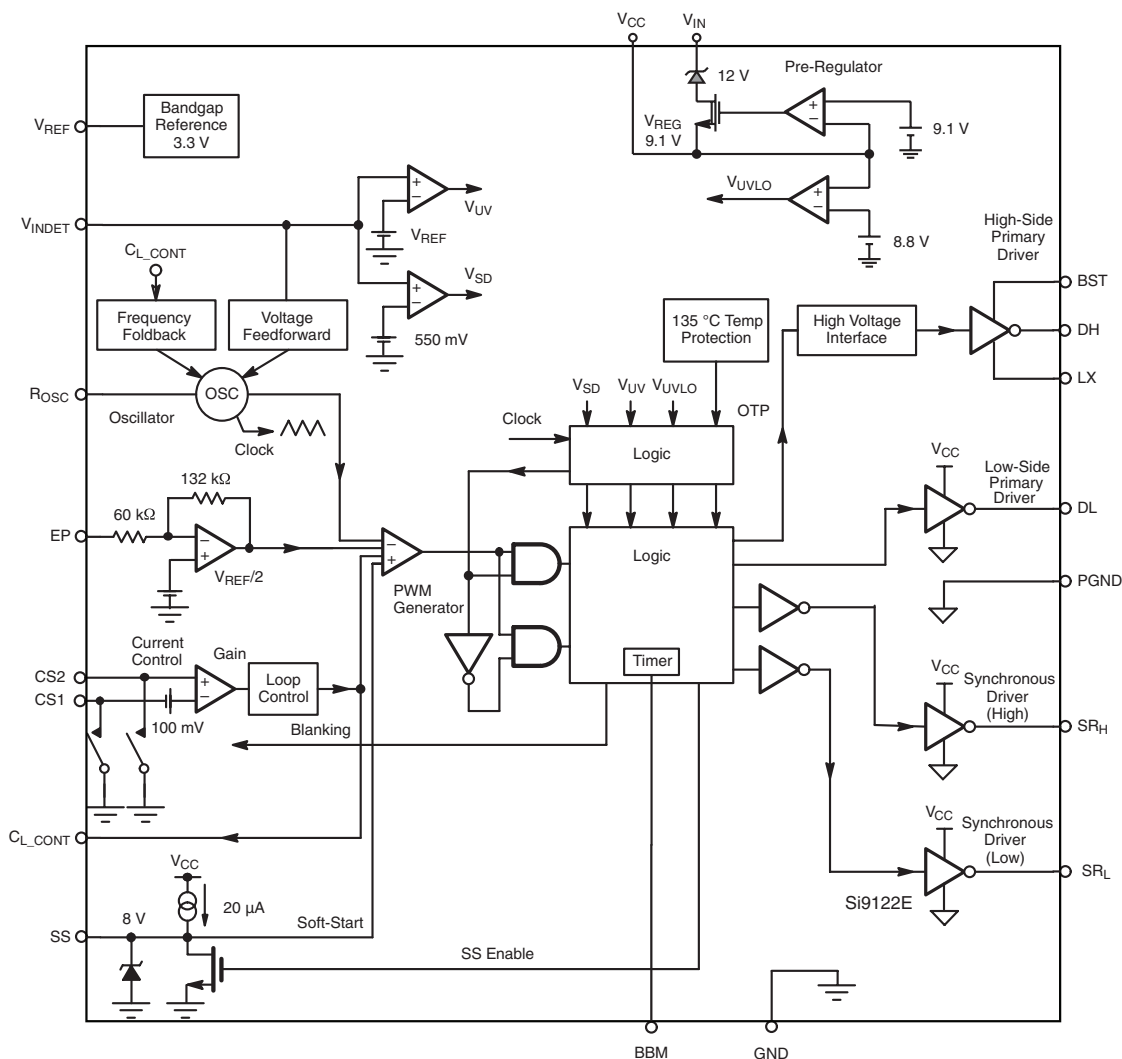 VCC
VIN
12 V
Pre-Regulator
+
−
VREG
9.1 V
9.1 V
VUVLO
+
−
8.8 V
Bandgap
Reference
3.3 V
VREF
VINDET
+
−
VUV
VREF
+
−
VSD
550 mV
CL_CONT
Frequency
Foldback
Voltage
Feedforward
ROSC
OSC
Oscillator
Clock
High-Side
Primary
Driver
BST
DH
LX
135 °C Temp
Protection
High Voltage
Interface
VSD
VUV
VUVLO
OTP
Clock
Logic
132 kΩ
60 kΩ
EP
−
+
VREF/2
−
+
PWM
Generator
Logic
Timer
VCC
Low-Side
Primary
Driver
DL
PGND
Current
Control
Gain
CS2
CS1
+
−
Loop
Control
100 mV
Blanking
VCC
Synchronous
Driver
(High)
SRH
CL_CONT
VCC
Synchronous
Driver
(Low)
SRL
Si9122E
VCC
20 µA
8 V
Soft-Start
SS
SS Enable
BBM
GND